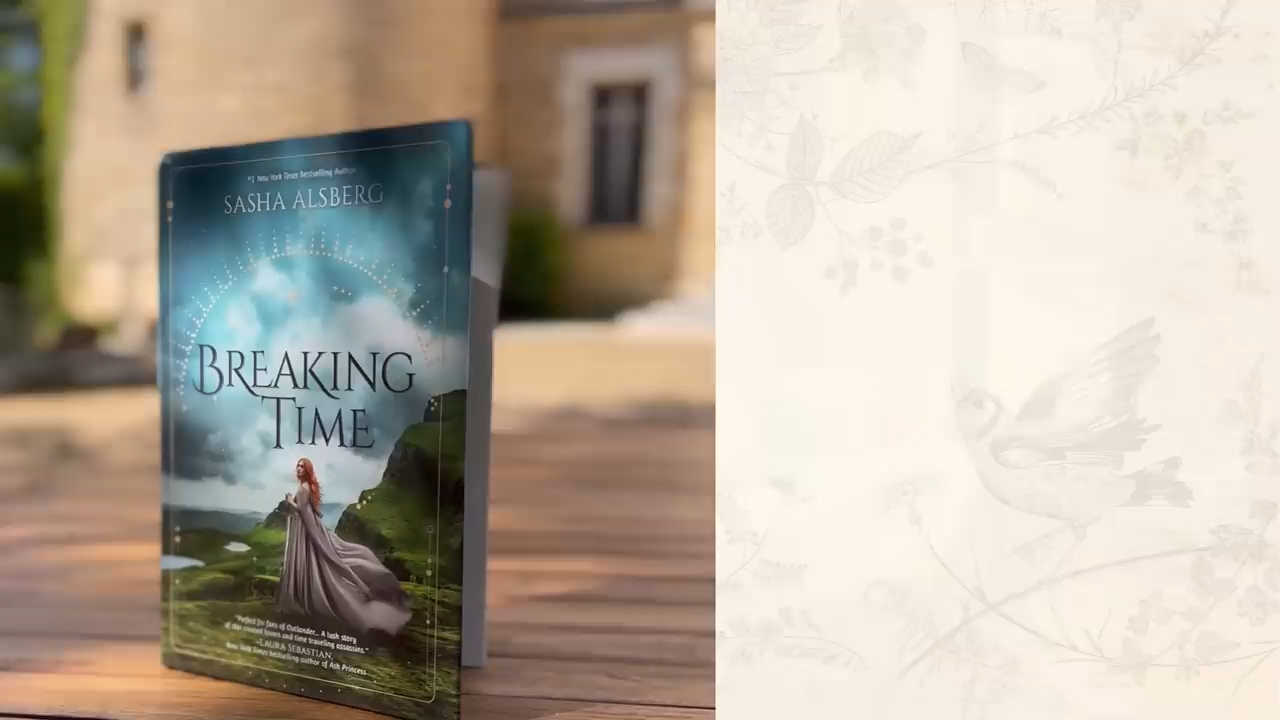 #1 New York Times Bestselling Author
SASHA ALSBERG
BREAKING
TIME
"Perfect for fans of Outlander... A lush story
of star-crossed lovers and time traveling assassins."
—LAURA SEBASTIAN,
New York Times bestselling author of Ash Princess